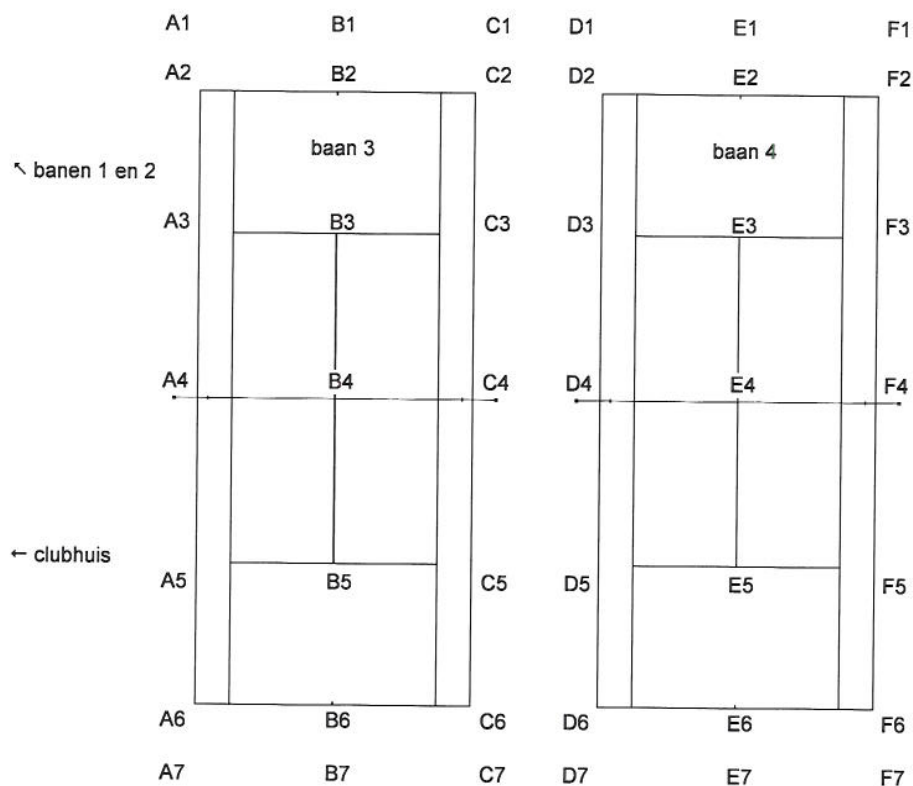 A1 B1 C1 D1 E1 F1
A2 B2 C2 D2 E2 F2
baan 3 baan 4
↖ banen 1 en 2
A3 B3 C3 D3 E3 F3
A4 B4 C4 D4 E4 F4
← clubhuis
A5 B5 C5 D5 E5 F5
A6 B6 C6 D6 E6 F6
A7 B7 C7 D7 E7 F7